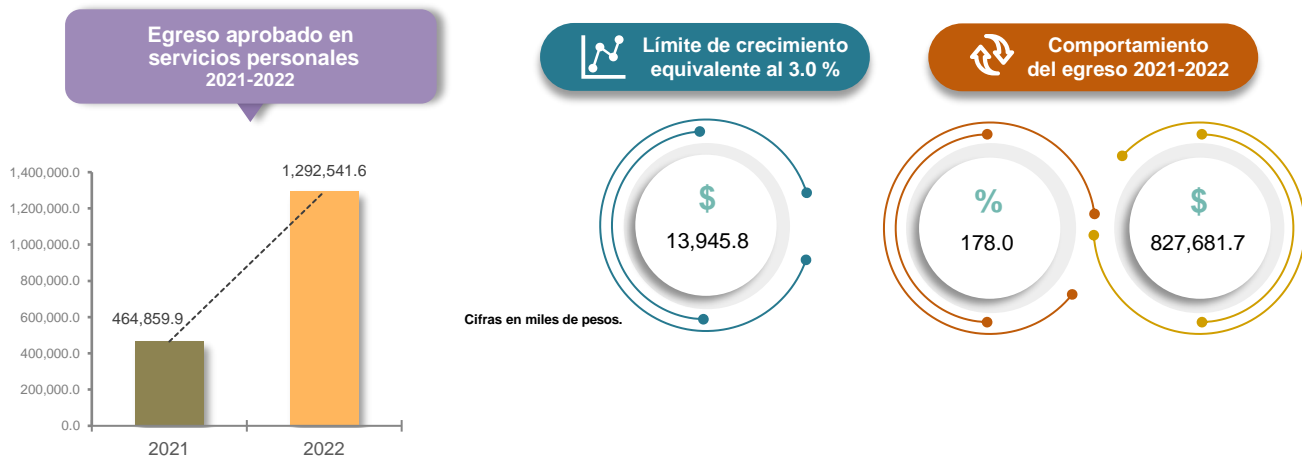 Egreso aprobado en
servicios personales
2021-2022
1,400,000.0
1,200,000.0
1,000,000.0
800,000.0
600,000.0
400,000.0
200,000.0
0.0
464,859.9
1,292,541.6
2021
2022
Límite de crecimiento
equivalente al 3.0 %
$
13,945.8
Cifras en miles de pesos.
Comportamiento
del egreso 2021-2022
%
178.0
$
827,681.7